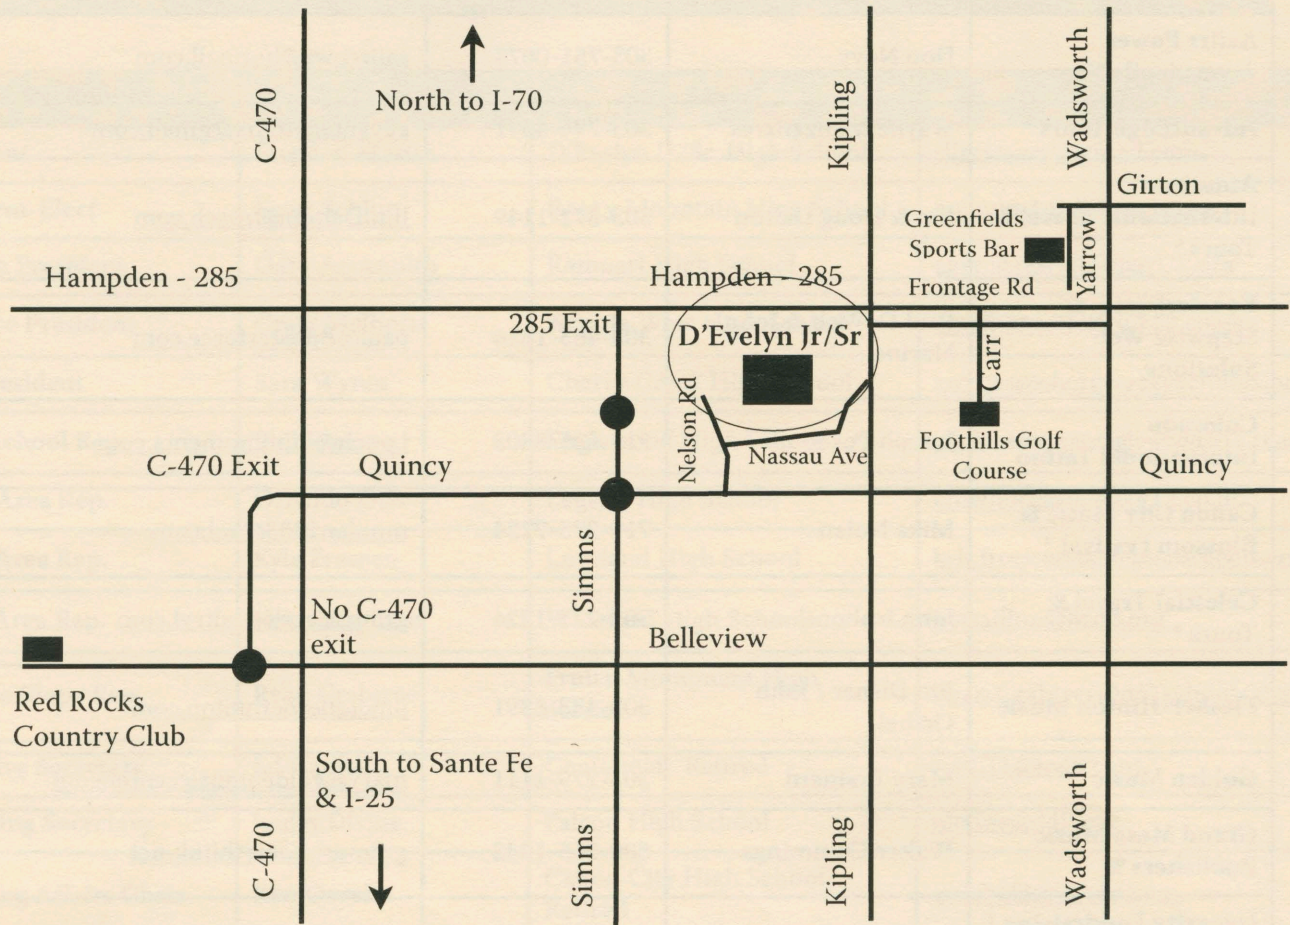 C-470
North to I-70
Kipling
Wadsworth
Girton
Greenfields
Sports Bar
Yarrow
Hampden - 285
Hampden - 285
Frontage Rd
285 Exit
D'Evelyn Jr/Sr
Carr
Nelson Rd
Nassau Ave
Foothills Golf
Course
C-470 Exit
Quincy
Quincy
Simms
No C-470
exit
Belleview
Red Rocks
Country Club
South to Sante Fe
& I-25
C-470
Simms
Kipling
Wadsworth